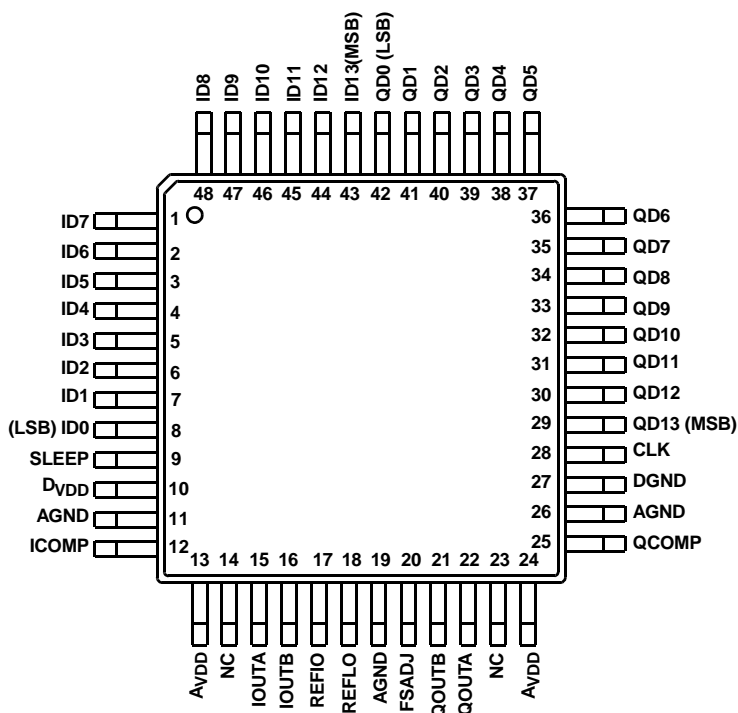 ID8
ID9
ID10
ID11
ID12
ID13(MSB)
QD0 (LSB)
QD1
QD2
QD3
QD4
QD5
48 47 46 45 44 43 42 41 40 39 38 37
ID7 1 36 QD6
ID6 2 35 QD7
ID5 3 34 QD8
ID4 4 33 QD9
ID3 5 32 QD10
ID2 6 31 QD11
ID1 7 30 QD12
(LSB) ID0 8 29 QD13 (MSB)
SLEEP 9 28 CLK
DVDD 10 27 DGND
AGND 11 26 AGND
ICOMP 12 25 QCOMP
13 14 15 16 17 18 19 20 21 22 23 24
AVDD
NC
IOUTA
IOUTB
REFIO
REFLO
AGND
FSADJ
QOUTB
QOUTA
NC
AVDD